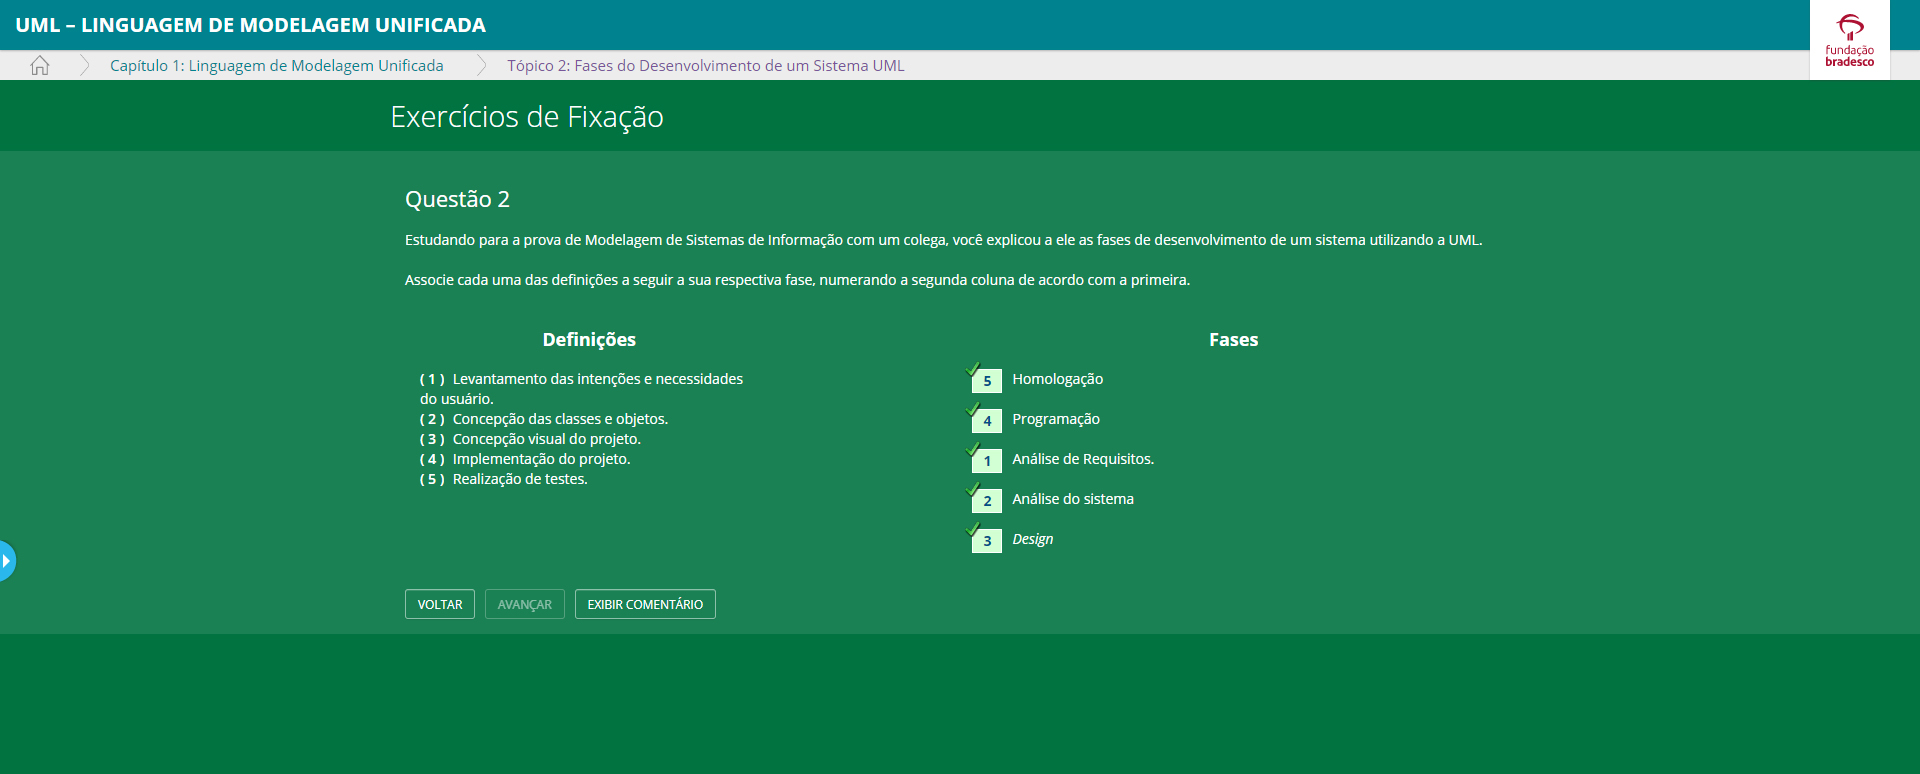 UML – LINGUAGEM DE MODELAGEM UNIFICADA
fundação
bradesco
Capítulo 1: Linguagem de Modelagem Unificada
Tópico 2: Fases do Desenvolvimento de um Sistema UML
Exercícios de Fixação
Questão 2
Estudando para a prova de Modelagem de Sistemas de Informação com um colega, você explicou a ele as fases de desenvolvimento de um sistema utilizando a UML.
Associe cada uma das definições a seguir a sua respectiva fase, numerando a segunda coluna de acordo com a primeira.
Definições
( 1 ) Levantamento das intenções e necessidades
do usuário.
( 2 ) Concepção das classes e objetos.
( 3 ) Concepção visual do projeto.
( 4 ) Implementação do projeto.
( 5 ) Realização de testes.
Fases
5 Homologação
4 Programação
1 Análise de Requisitos.
2 Análise do sistema
3 Design
VOLTAR
AVANÇAR
EXIBIR COMENTÁRIO